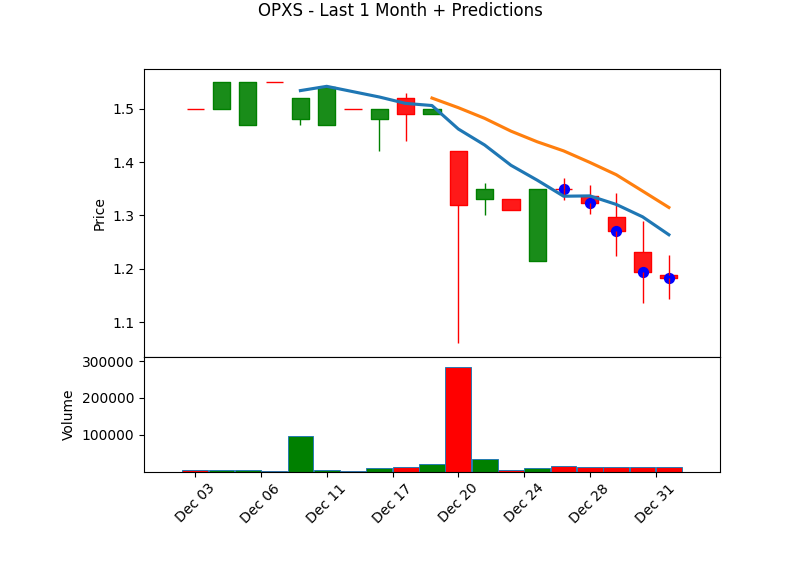 OPXS - Last 1 Month + Predictions
1.5
1.4
1.3
1.2
1.1
Price
300000
200000
100000
Volume
Dec 03
Dec 06
Dec 11
Dec 17
Dec 20
Dec 24
Dec 28
Dec 31